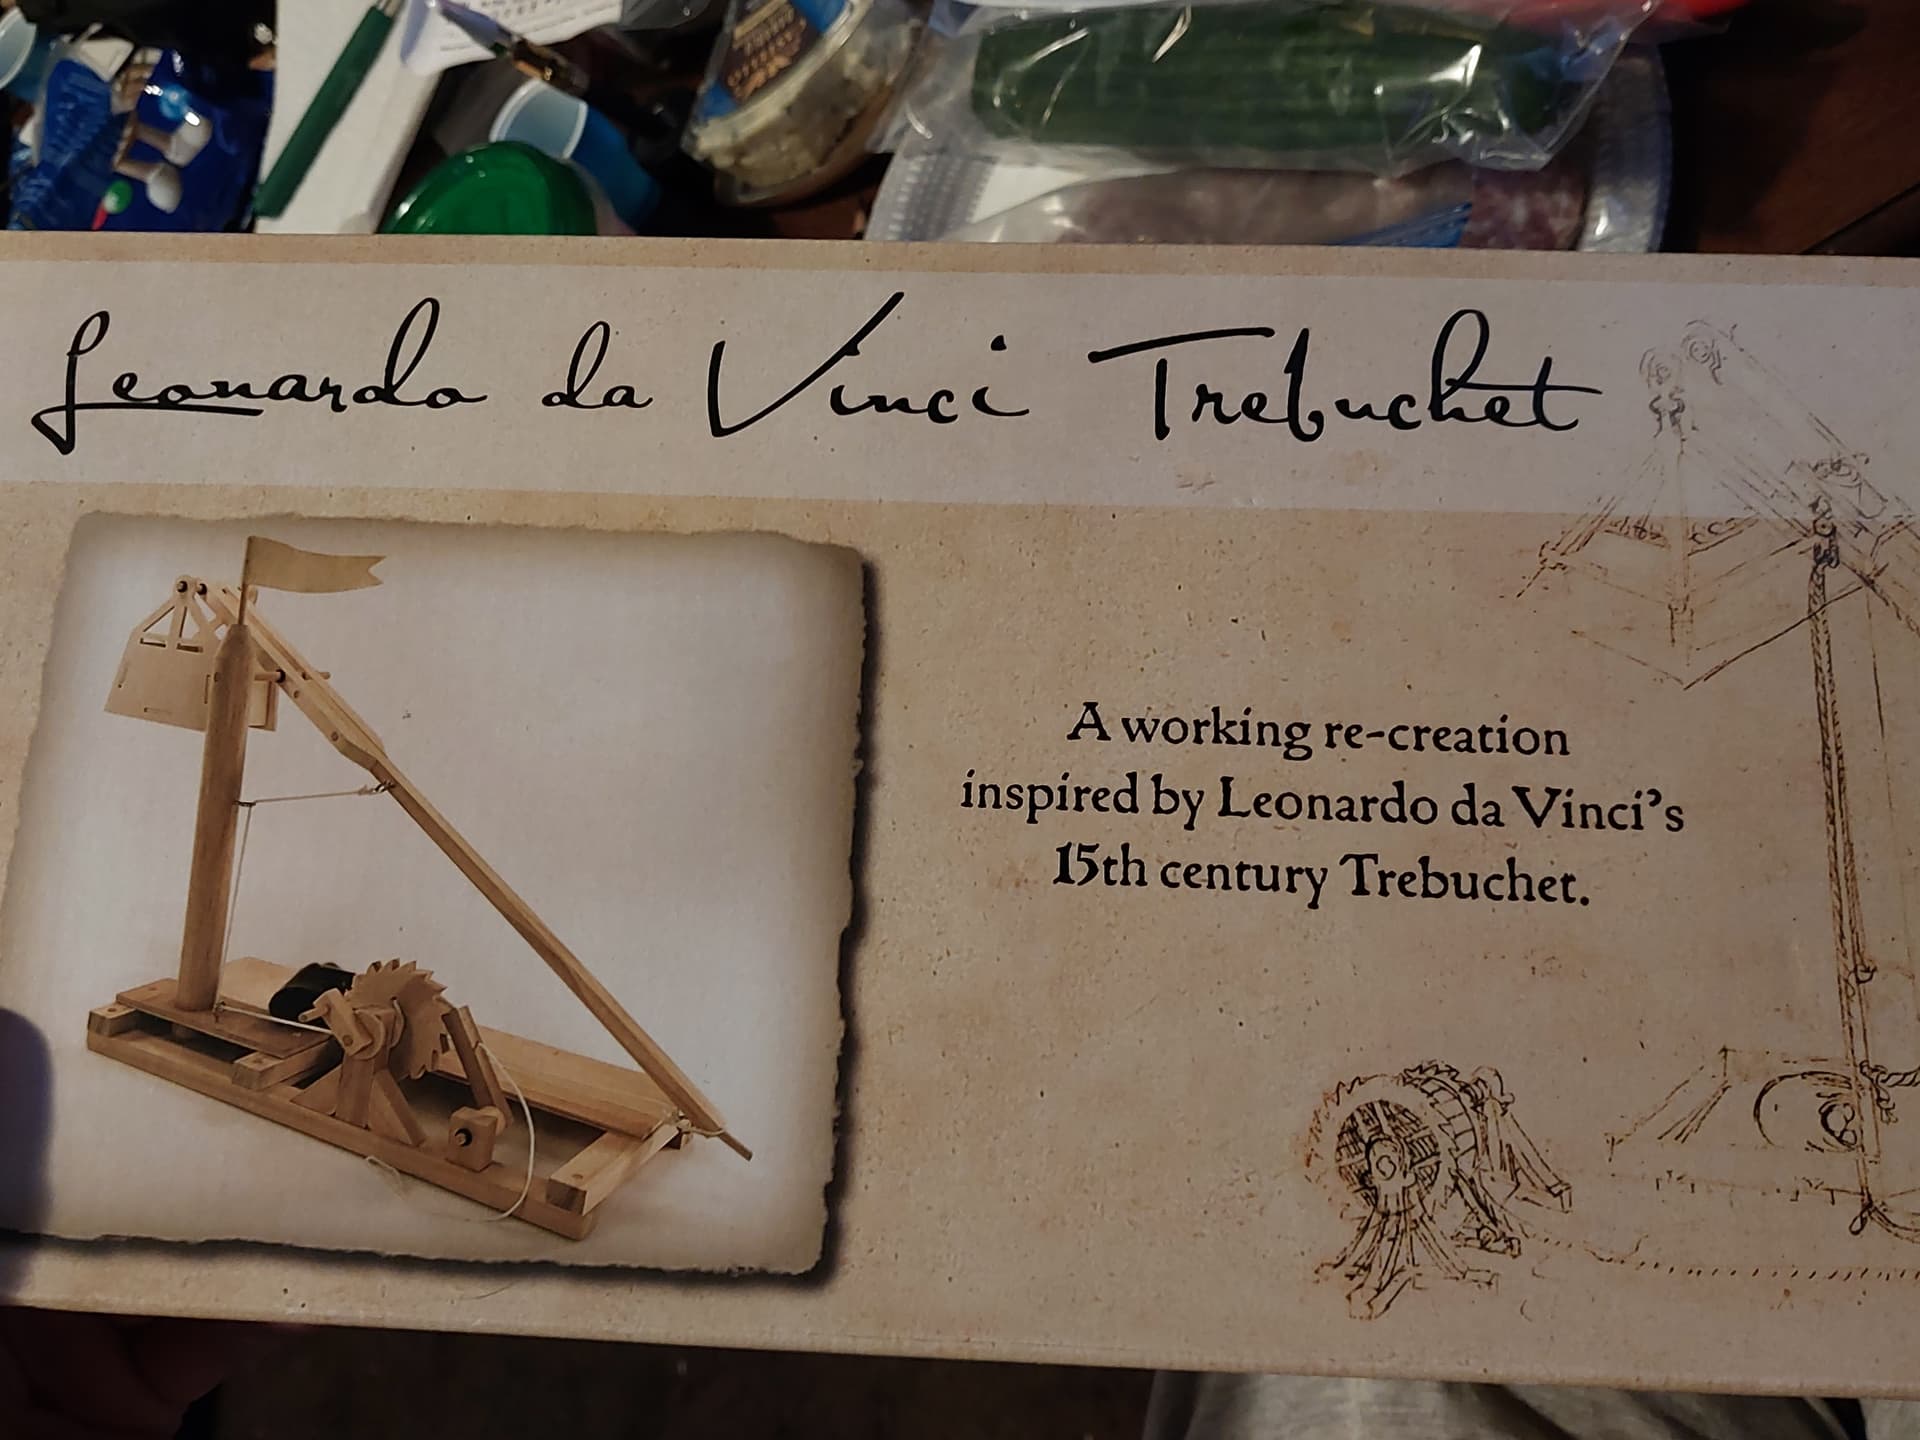 Leonardo da Vinci Trebuchet
A working re-creation
inspired by Leonardo da Vinci's
15th century Trebuchet.